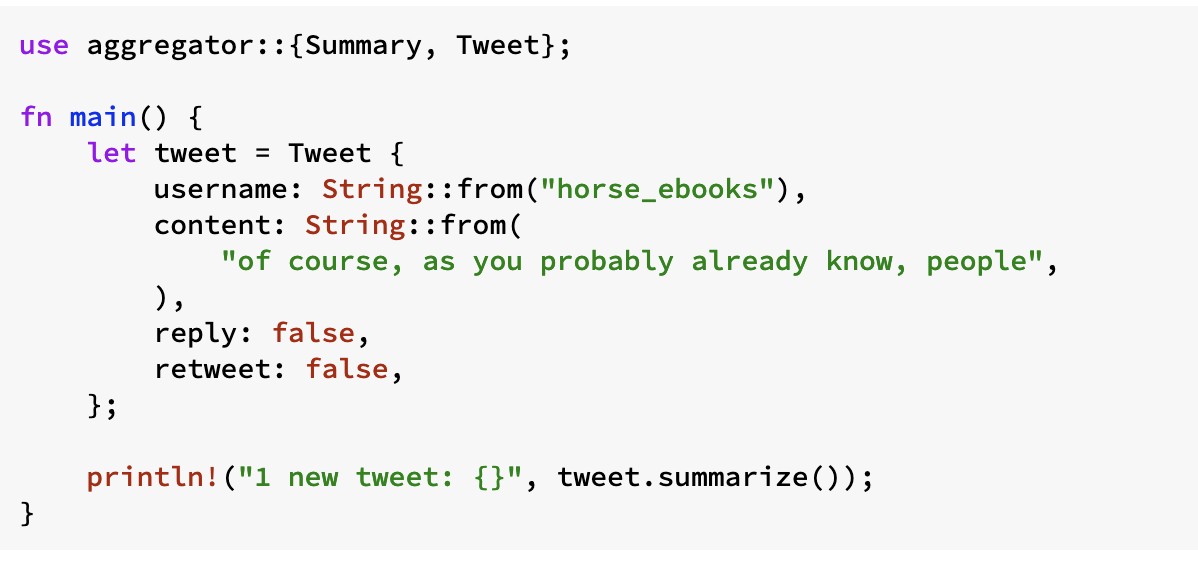 use aggregator::{Summary, Tweet};

fn main() {
    let tweet = Tweet {
        username: String::from("horse_ebooks"),
        content: String::from(
            "of course, as you probably already know, people",
        ),
        reply: false,
        retweet: false,
    };

    println!("1 new tweet: {}", tweet.summarize());
}